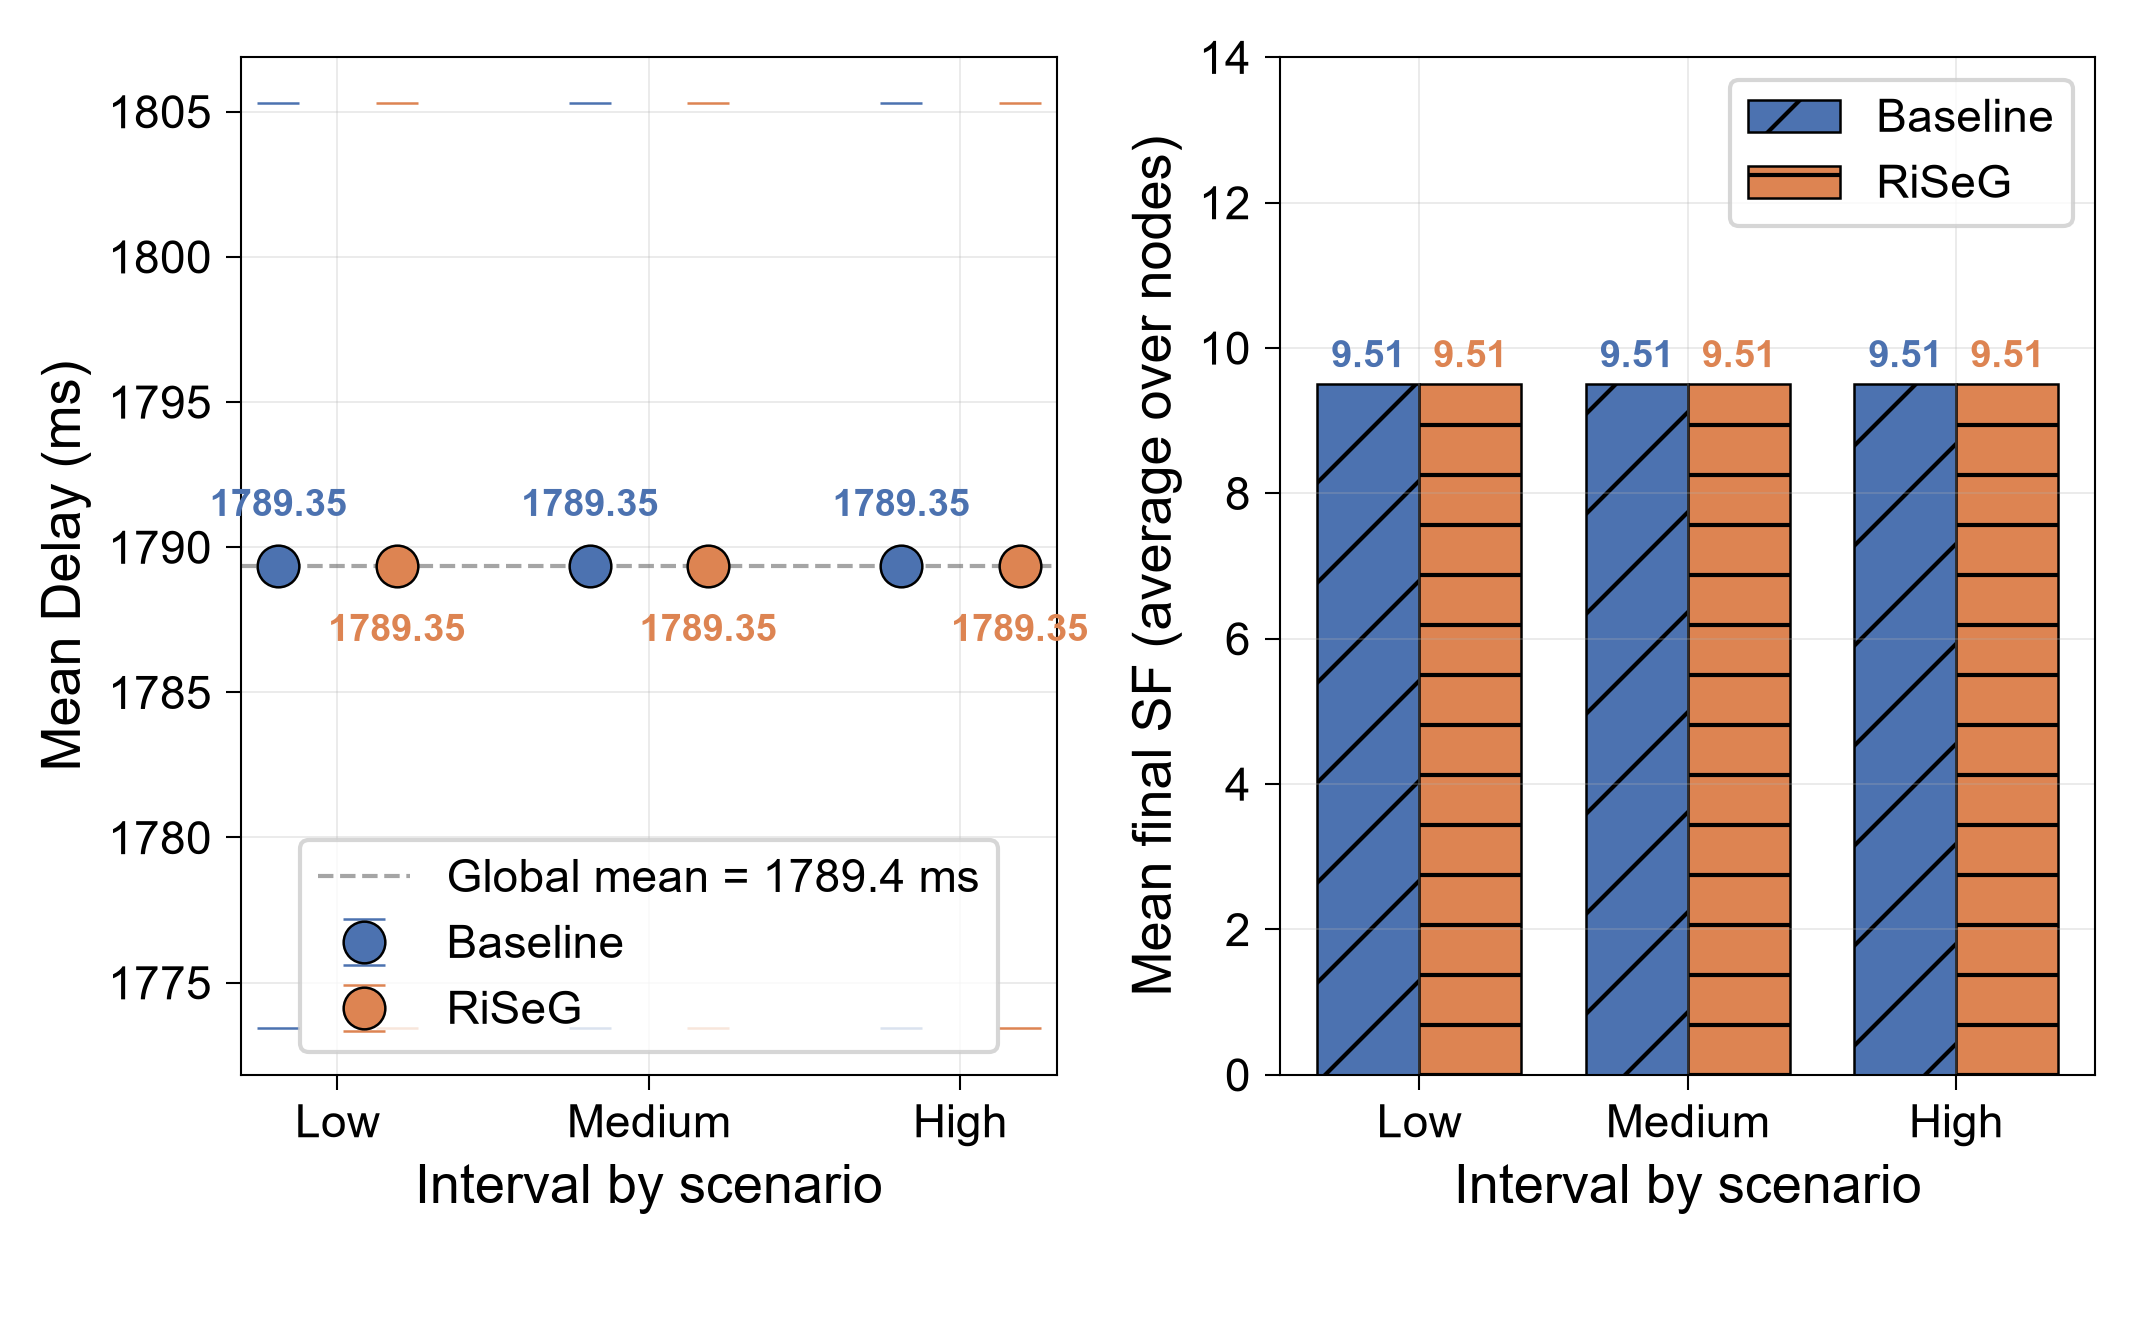 Mean Delay (ms)
1805
1800
1795
1790
1785
1780
1775
1789.35
1789.35
1789.35
1789.35
1789.35
1789.35
Global mean = 1789.4 ms
Baseline
RiSeG
Low
Medium
High
Interval by scenario
Mean final SF (average over nodes)
14
12
10
8
6
4
2
0
Baseline
RiSeG
9.51
9.51
9.51
9.51
9.51
9.51
Low
Medium
High
Interval by scenario